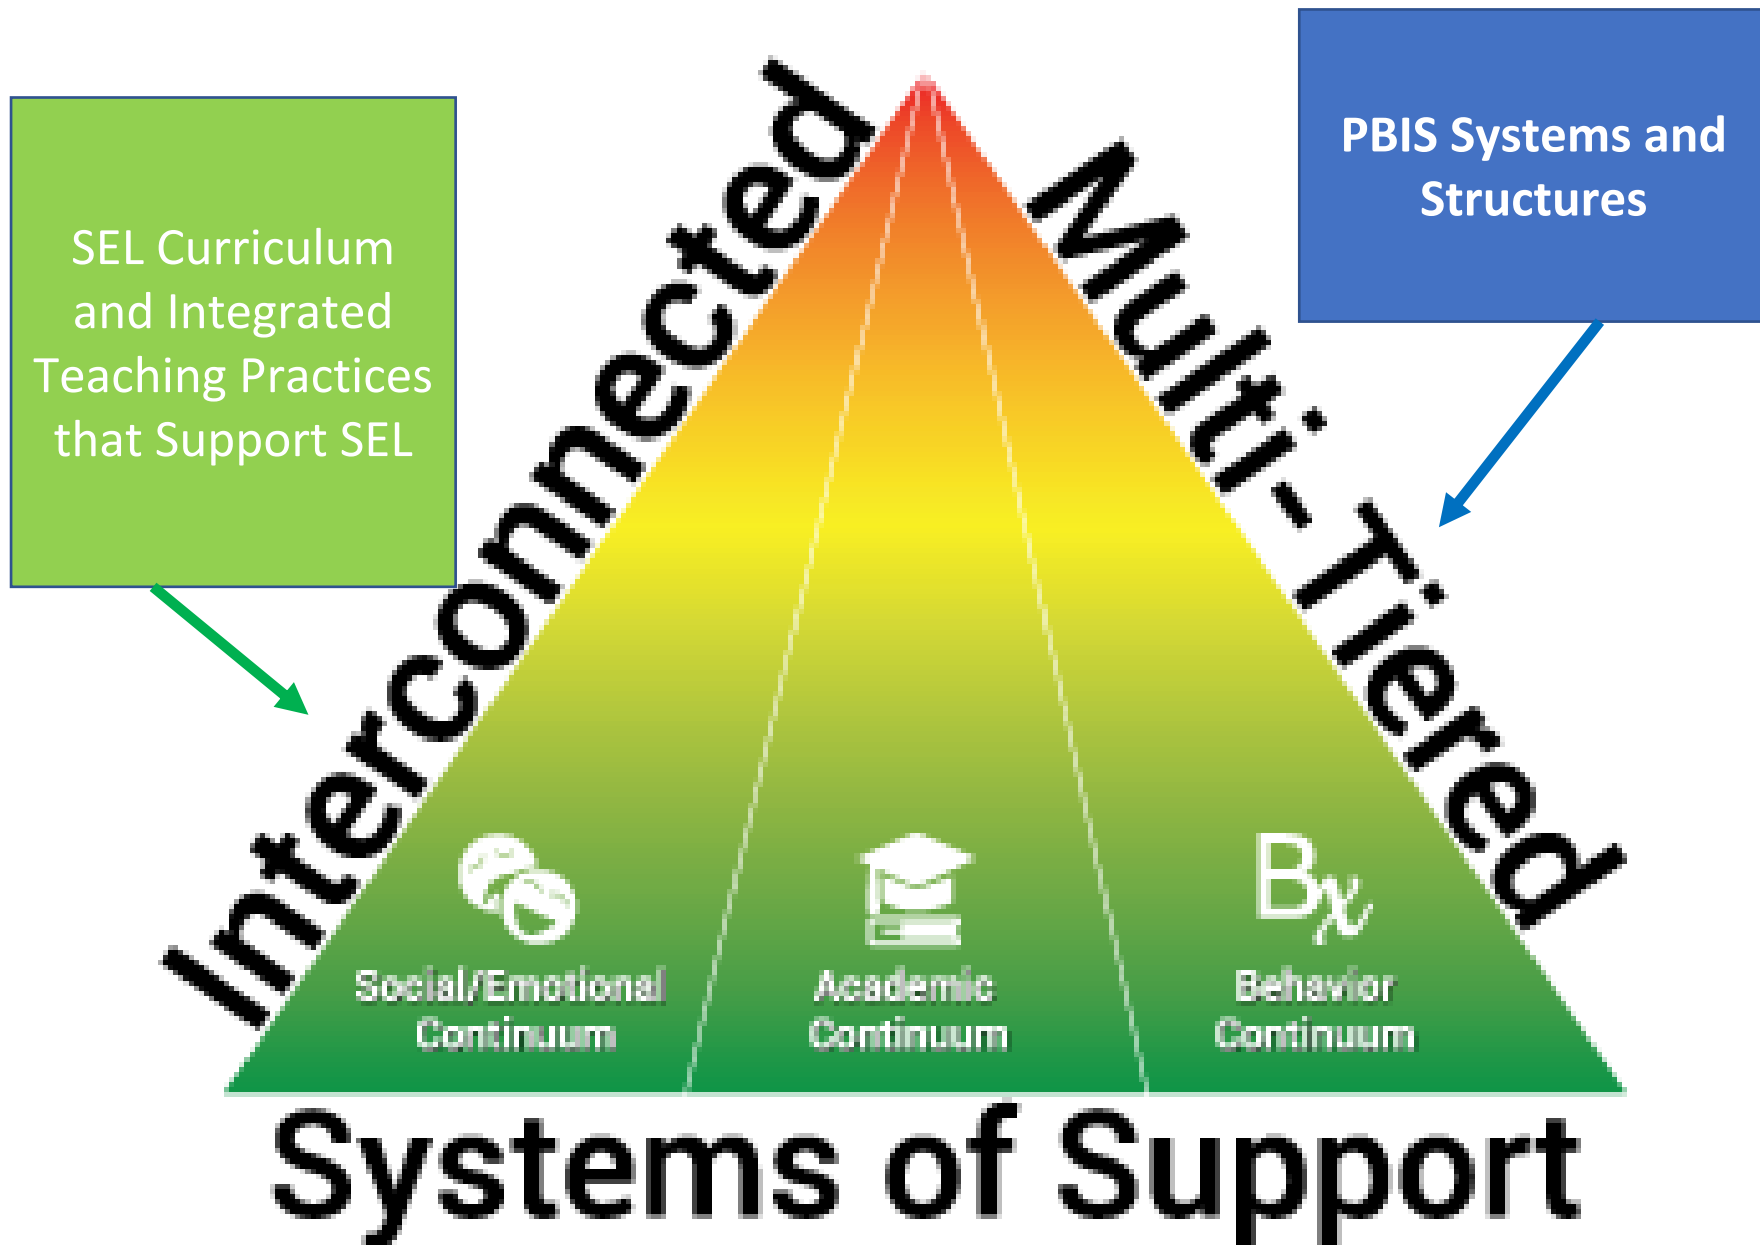 SEL Curriculum
and Integrated
Teaching Practices
that Support SEL
PBIS Systems and
Structures
Interconnected
Multi-Tiered
Bx
Social/Emotional
Continuum
Academic
Continuum
Behavior
Continuum
Systems of Support